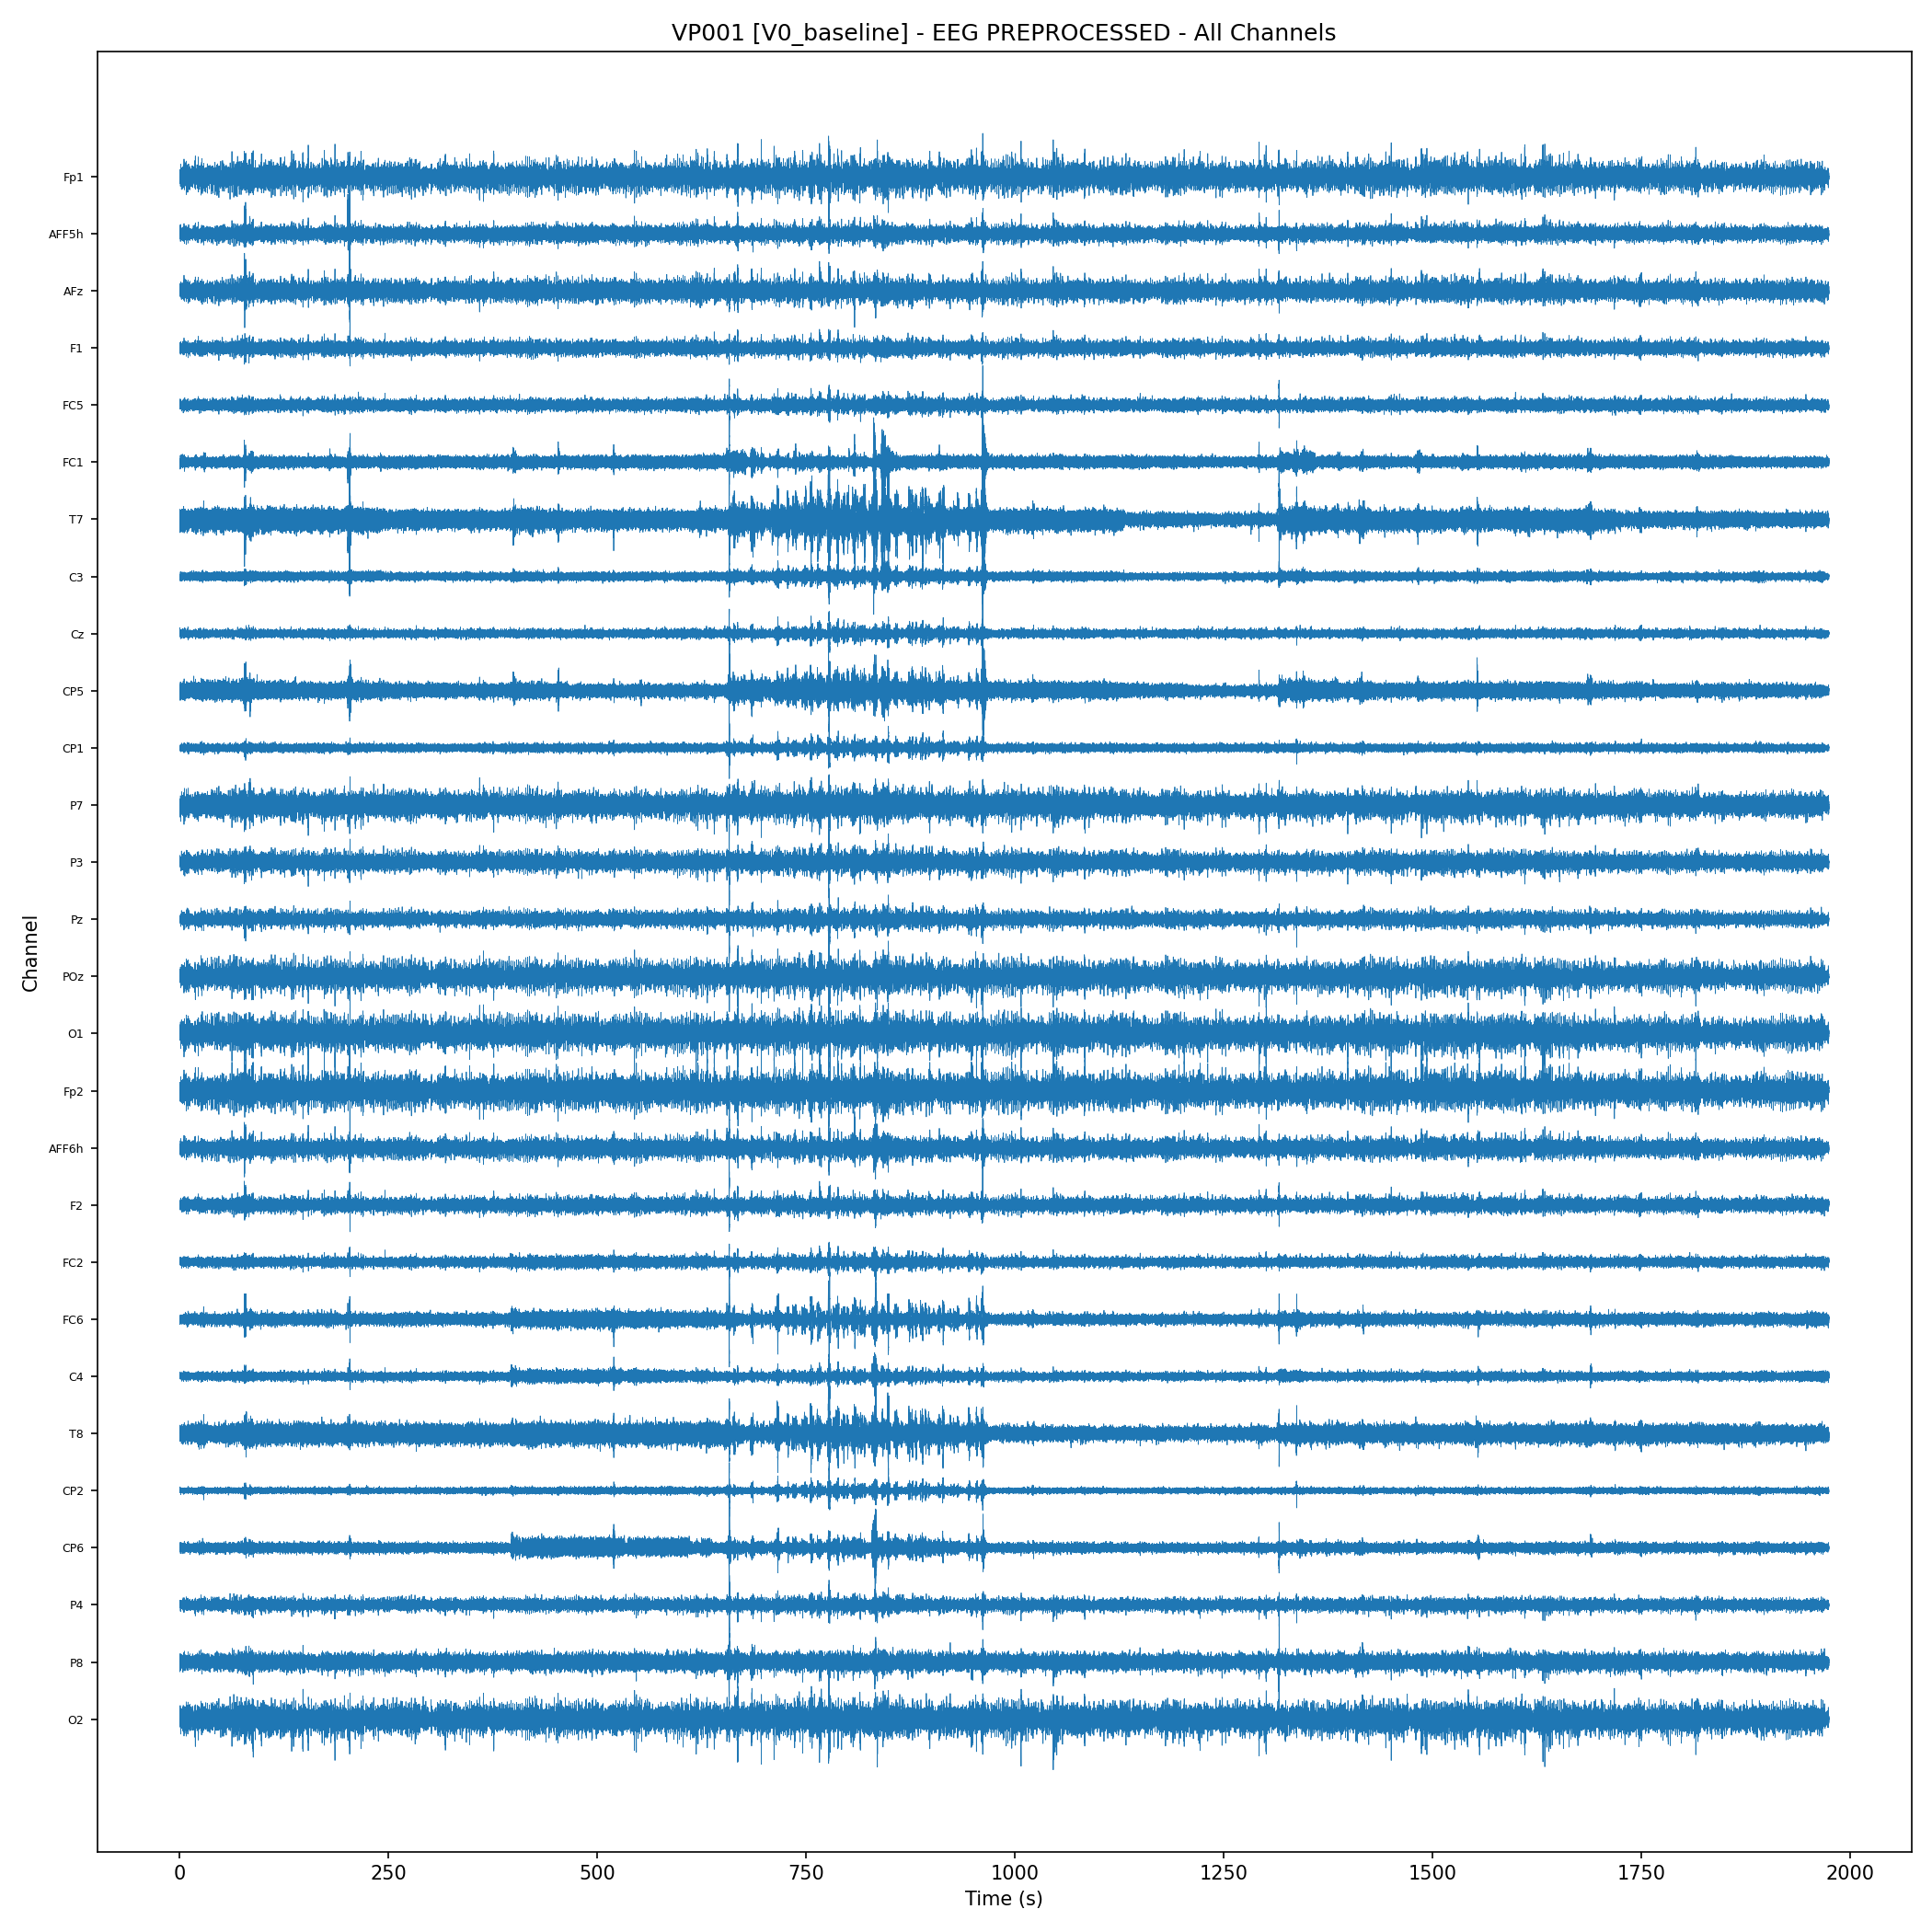 VP001 [V0_baseline] - EEG PREPROCESSED - All Channels
Fp1
AFF5h
AFz
F1
FC5
FC1
T7
C3
Cz
CP5
CP1
P7
P3
Pz
POz
O1
Fp2
AFF6h
F2
FC2
FC6
C4
T8
CP2
CP6
P4
P8
O2
Channel
0 250 500 750 1000 1250 1500 1750 2000
Time (s)